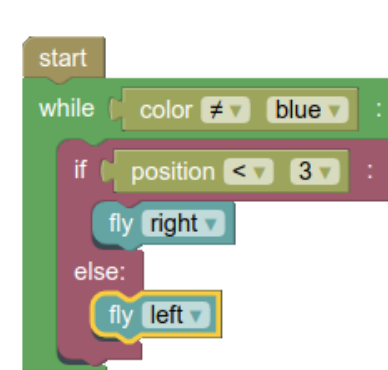 start
while color ≠ ▾ blue ▾ :
if position < ▾ 3 ▾ :
fly right ▾
else:
fly left ▾